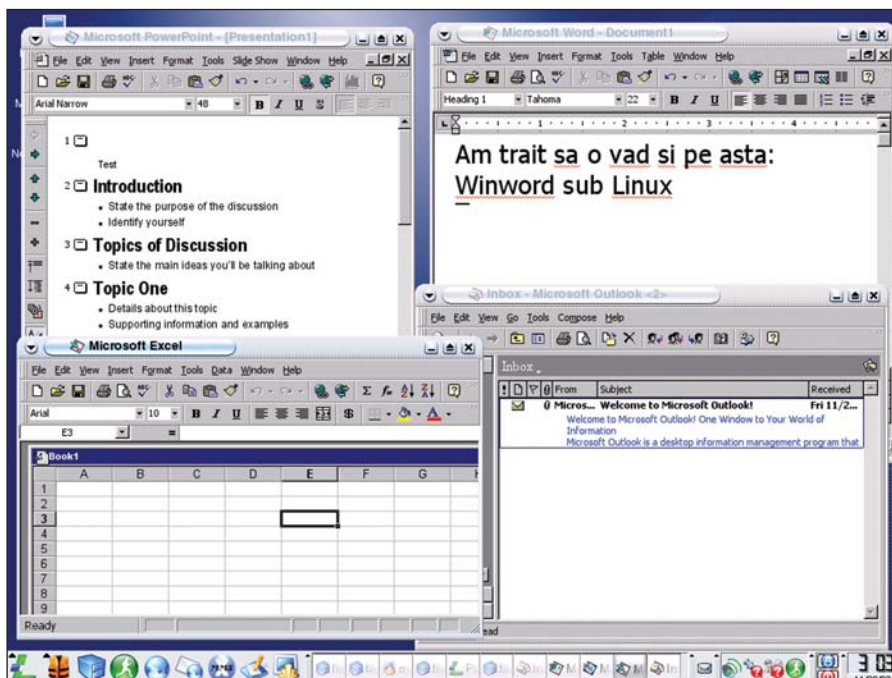 Microsoft PowerPoint - [Presentation1]
File Edit View Insert Format Tools Slide Show Window Help
Arial Narrow 48 B I U S
1
Test
2 Introduction
• State the purpose of the discussion
• Identify yourself
3 Topics of Discussion
• State the main ideas you'll be talking about
4 Topic One
• Details about this topic
• Supporting information and examples
Microsoft Word - Document1
File Edit View Insert Format Tools Table Window Help
Heading 1 Tahoma 22 B I U
1 2 3 4
Am trait sa o vad si pe asta:
Winword sub Linux
Microsoft Excel
File Edit View Insert Format Tools Data Window Help
Arial 10 B I U $
E3 =
Book1
A B C D E F G
1
2
3
4
5
6
7
8
9
Ready
Inbox - Microsoft Outlook <2>
File Edit View Go Tools Compose Help
Inbox
! From Subject Received
Micros... Welcome to Microsoft Outlook! Fri 11/2...
Welcome to Microsoft Outlook! One Window to Your World of
Information
Microsoft Outlook is a desktop information management program that